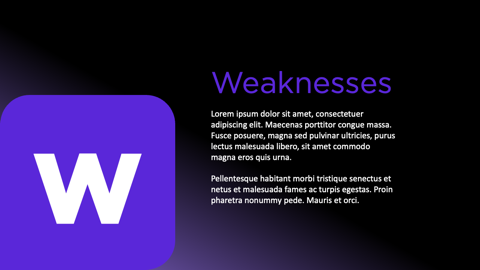 Weaknesses
Lorem ipsum dolor sit amet, consectetuer
adipiscing elit. Maecenas porttitor congue massa.
Fusce posuere, magna sed pulvinar ultricies, purus
lectus malesuada libero, sit amet commodo
magna eros quis urna.
Pellentesque habitant morbi tristique senectus et
netus et malesuada fames ac turpis egestas. Proin
pharetra nonummy pede. Mauris et orci.
W